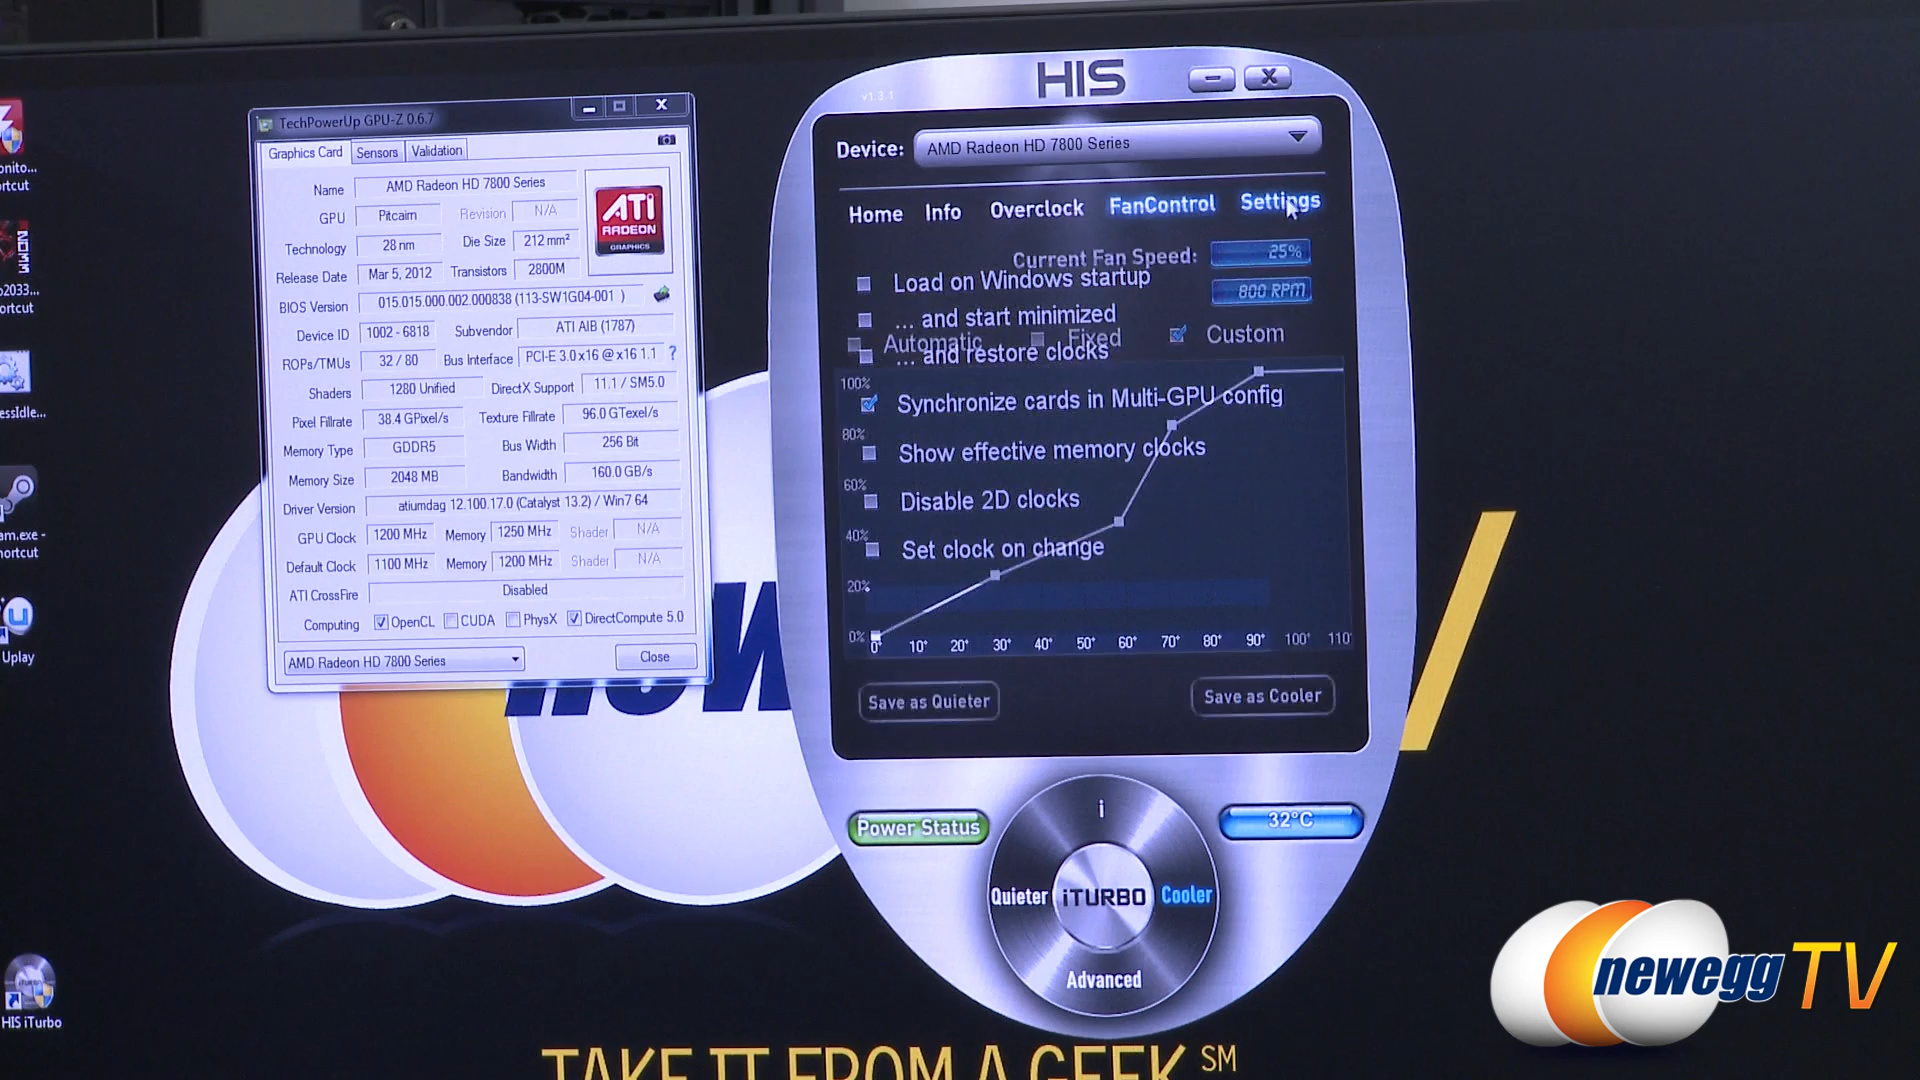 TechPowerUp GPU-Z 0.6.7
Graphics Card Sensors Validation
Name AMD Radeon HD 7800 Series
GPU Pitcairn Revision N/A
Technology 28 nm Die Size 212 mm²
Release Date Mar 5, 2012 Transistors 2800M
BIOS Version 015.015.000.002.000838 (113-SW1G04-001 )
Device ID 1002 - 6818 Subvendor ATI AIB (1787)
ROPs/TMUs 32 / 80 Bus Interface PCI-E 3.0 x16 @ x16 1.1 ?
Shaders 1280 Unified DirectX Support 11.1 / SM5.0
Pixel Fillrate 38.4 GPixel/s Texture Fillrate 96.0 GTexel/s
Memory Type GDDR5 Bus Width 256 Bit
Memory Size 2048 MB Bandwidth 160.0 GB/s
Driver Version atiumdag 12.100.17.0 (Catalyst 13.2) / Win7 64
GPU Clock 1200 MHz Memory 1250 MHz Shader N/A
Default Clock 1100 MHz Memory 1200 MHz Shader N/A
ATI CrossFire Disabled
Computing OpenCL CUDA PhysX DirectCompute 5.0
AMD Radeon HD 7800 Series Close
ATI
RADEON
GRAPHICS
HIS
v1.3.1
Device: AMD Radeon HD 7800 Series
Home Info Overclock FanControl Settings
Current Fan Speed: 25%
800 RPM
Load on Windows startup
... and start minimized
Automatic Fixed Custom
... and restore clocks
Synchronize cards in Multi-GPU config
Show effective memory clocks
Disable 2D clocks
Set clock on change
100%
80%
60%
40%
20%
0%
0° 10° 20° 30° 40° 50° 60° 70° 80° 90° 100° 110°
Save as Quieter Save as Cooler
Power Status 32°C
i
Quieter iTURBO Cooler
Advanced
onito...
rtcut
o2033...
ortcut
essIdle...
am.exe -
hortcut
Uplay
HIS iTurbo
TAKE IT FROM A GEEK SM
newegg TV